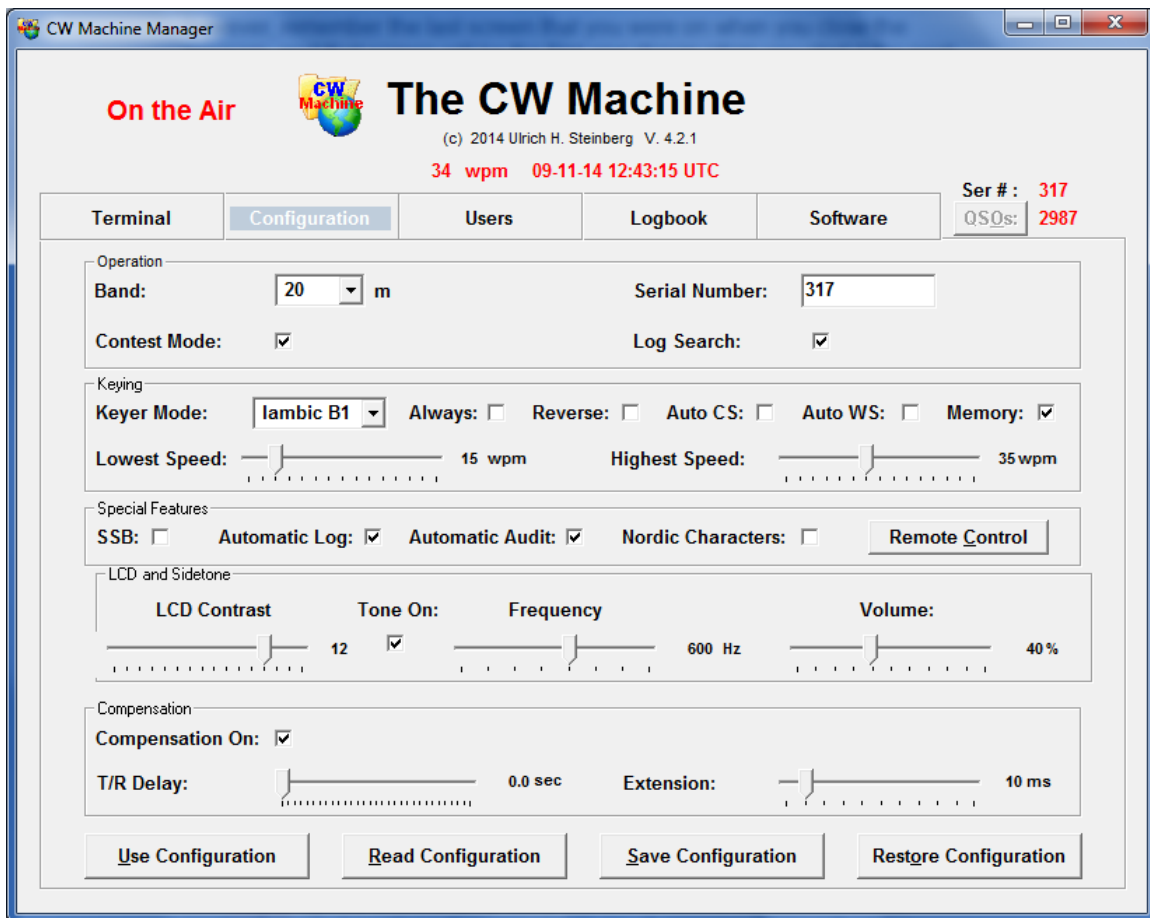 CW Machine Manager
On the Air
CW Machine
The CW Machine
(c) 2014 Ulrich H. Steinberg V. 4.2.1
34 wpm 09-11-14 12:43:15 UTC
Ser # : 317
Terminal Configuration Users Logbook Software QSOs: 2987
Operation
Band: 20 m Serial Number: 317
Contest Mode: Log Search:
Keying
Keyer Mode: Iambic B1 Always: Reverse: Auto CS: Auto WS: Memory:
Lowest Speed: 15 wpm Highest Speed: 35 wpm
Special Features
SSB: Automatic Log: Automatic Audit: Nordic Characters: Remote Control
LCD and Sidetone
LCD Contrast Tone On: Frequency Volume:
12 600 Hz 40 %
Compensation
Compensation On:
T/R Delay: 0.0 sec Extension: 10 ms
Use Configuration Read Configuration Save Configuration Restore Configuration